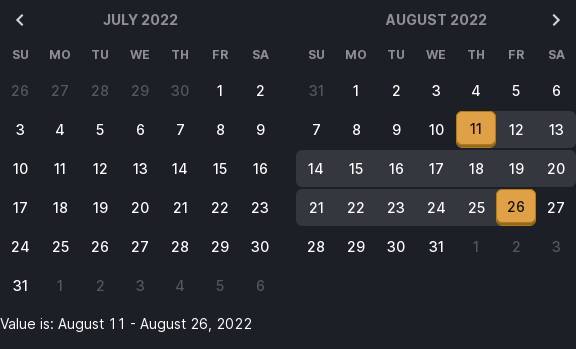 JULY 2022
SU MO TU WE TH FR SA
26 27 28 29 30 1 2
3 4 5 6 7 8 9
10 11 12 13 14 15 16
17 18 19 20 21 22 23
24 25 26 27 28 29 30
31 1 2 3 4 5 6
AUGUST 2022
SU MO TU WE TH FR SA
31 1 2 3 4 5 6
7 8 9 10 11 12 13
14 15 16 17 18 19 20
21 22 23 24 25 26 27
28 29 30 31 1 2 3
Value is: August 11 - August 26, 2022